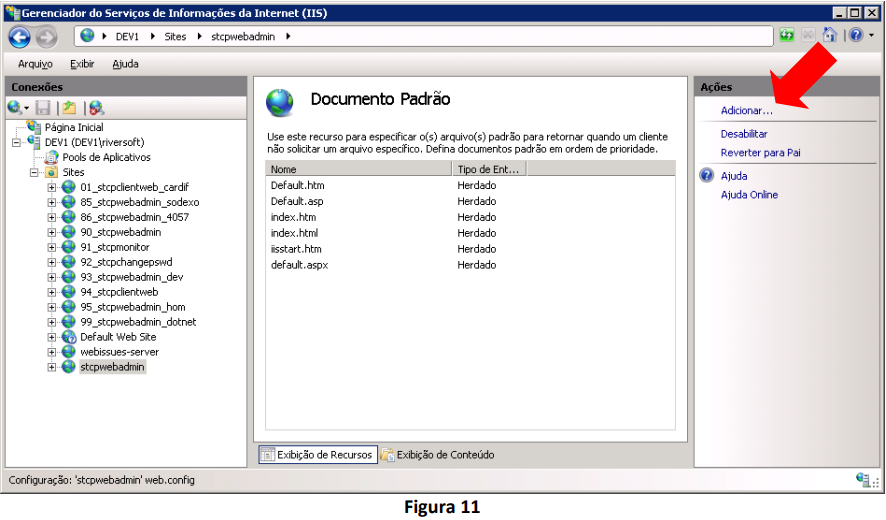 Gerenciador do Serviços de Informações da Internet (IIS)
DEV1 Sites stcpwebadmin
Arquivo Exibir Ajuda
Conexões
Página Inicial
DEV1 (DEV1\riversoft)
Pools de Aplicativos
Sites
01_stcpclientweb_cardif
85_stcpwebadmin_sodexo
86_stcpwebadmin_4057
90_stcpwebadmin
91_stcpmonitor
92_stcpchangepswd
93_stcpwebadmin_dev
94_stcpclientweb
95_stcpwebadmin_hom
99_stcpwebadmin_dotnet
Default Web Site
webissues-server
stcpwebadmin
Documento Padrão
Use este recurso para especificar o(s) arquivo(s) padrão para retornar quando um cliente
não solicitar um arquivo específico. Defina documentos padrão em ordem de prioridade.
Nome Tipo de Ent...
Default.htm Herdado
Default.asp Herdado
index.htm Herdado
index.html Herdado
iisstart.htm Herdado
default.aspx Herdado
Exibição de Recursos Exibição de Conteúdo
Ações
Adicionar...
Desabilitar
Reverter para Pai
Ajuda
Ajuda Online
Configuração: 'stcpwebadmin' web.config
Figura 11